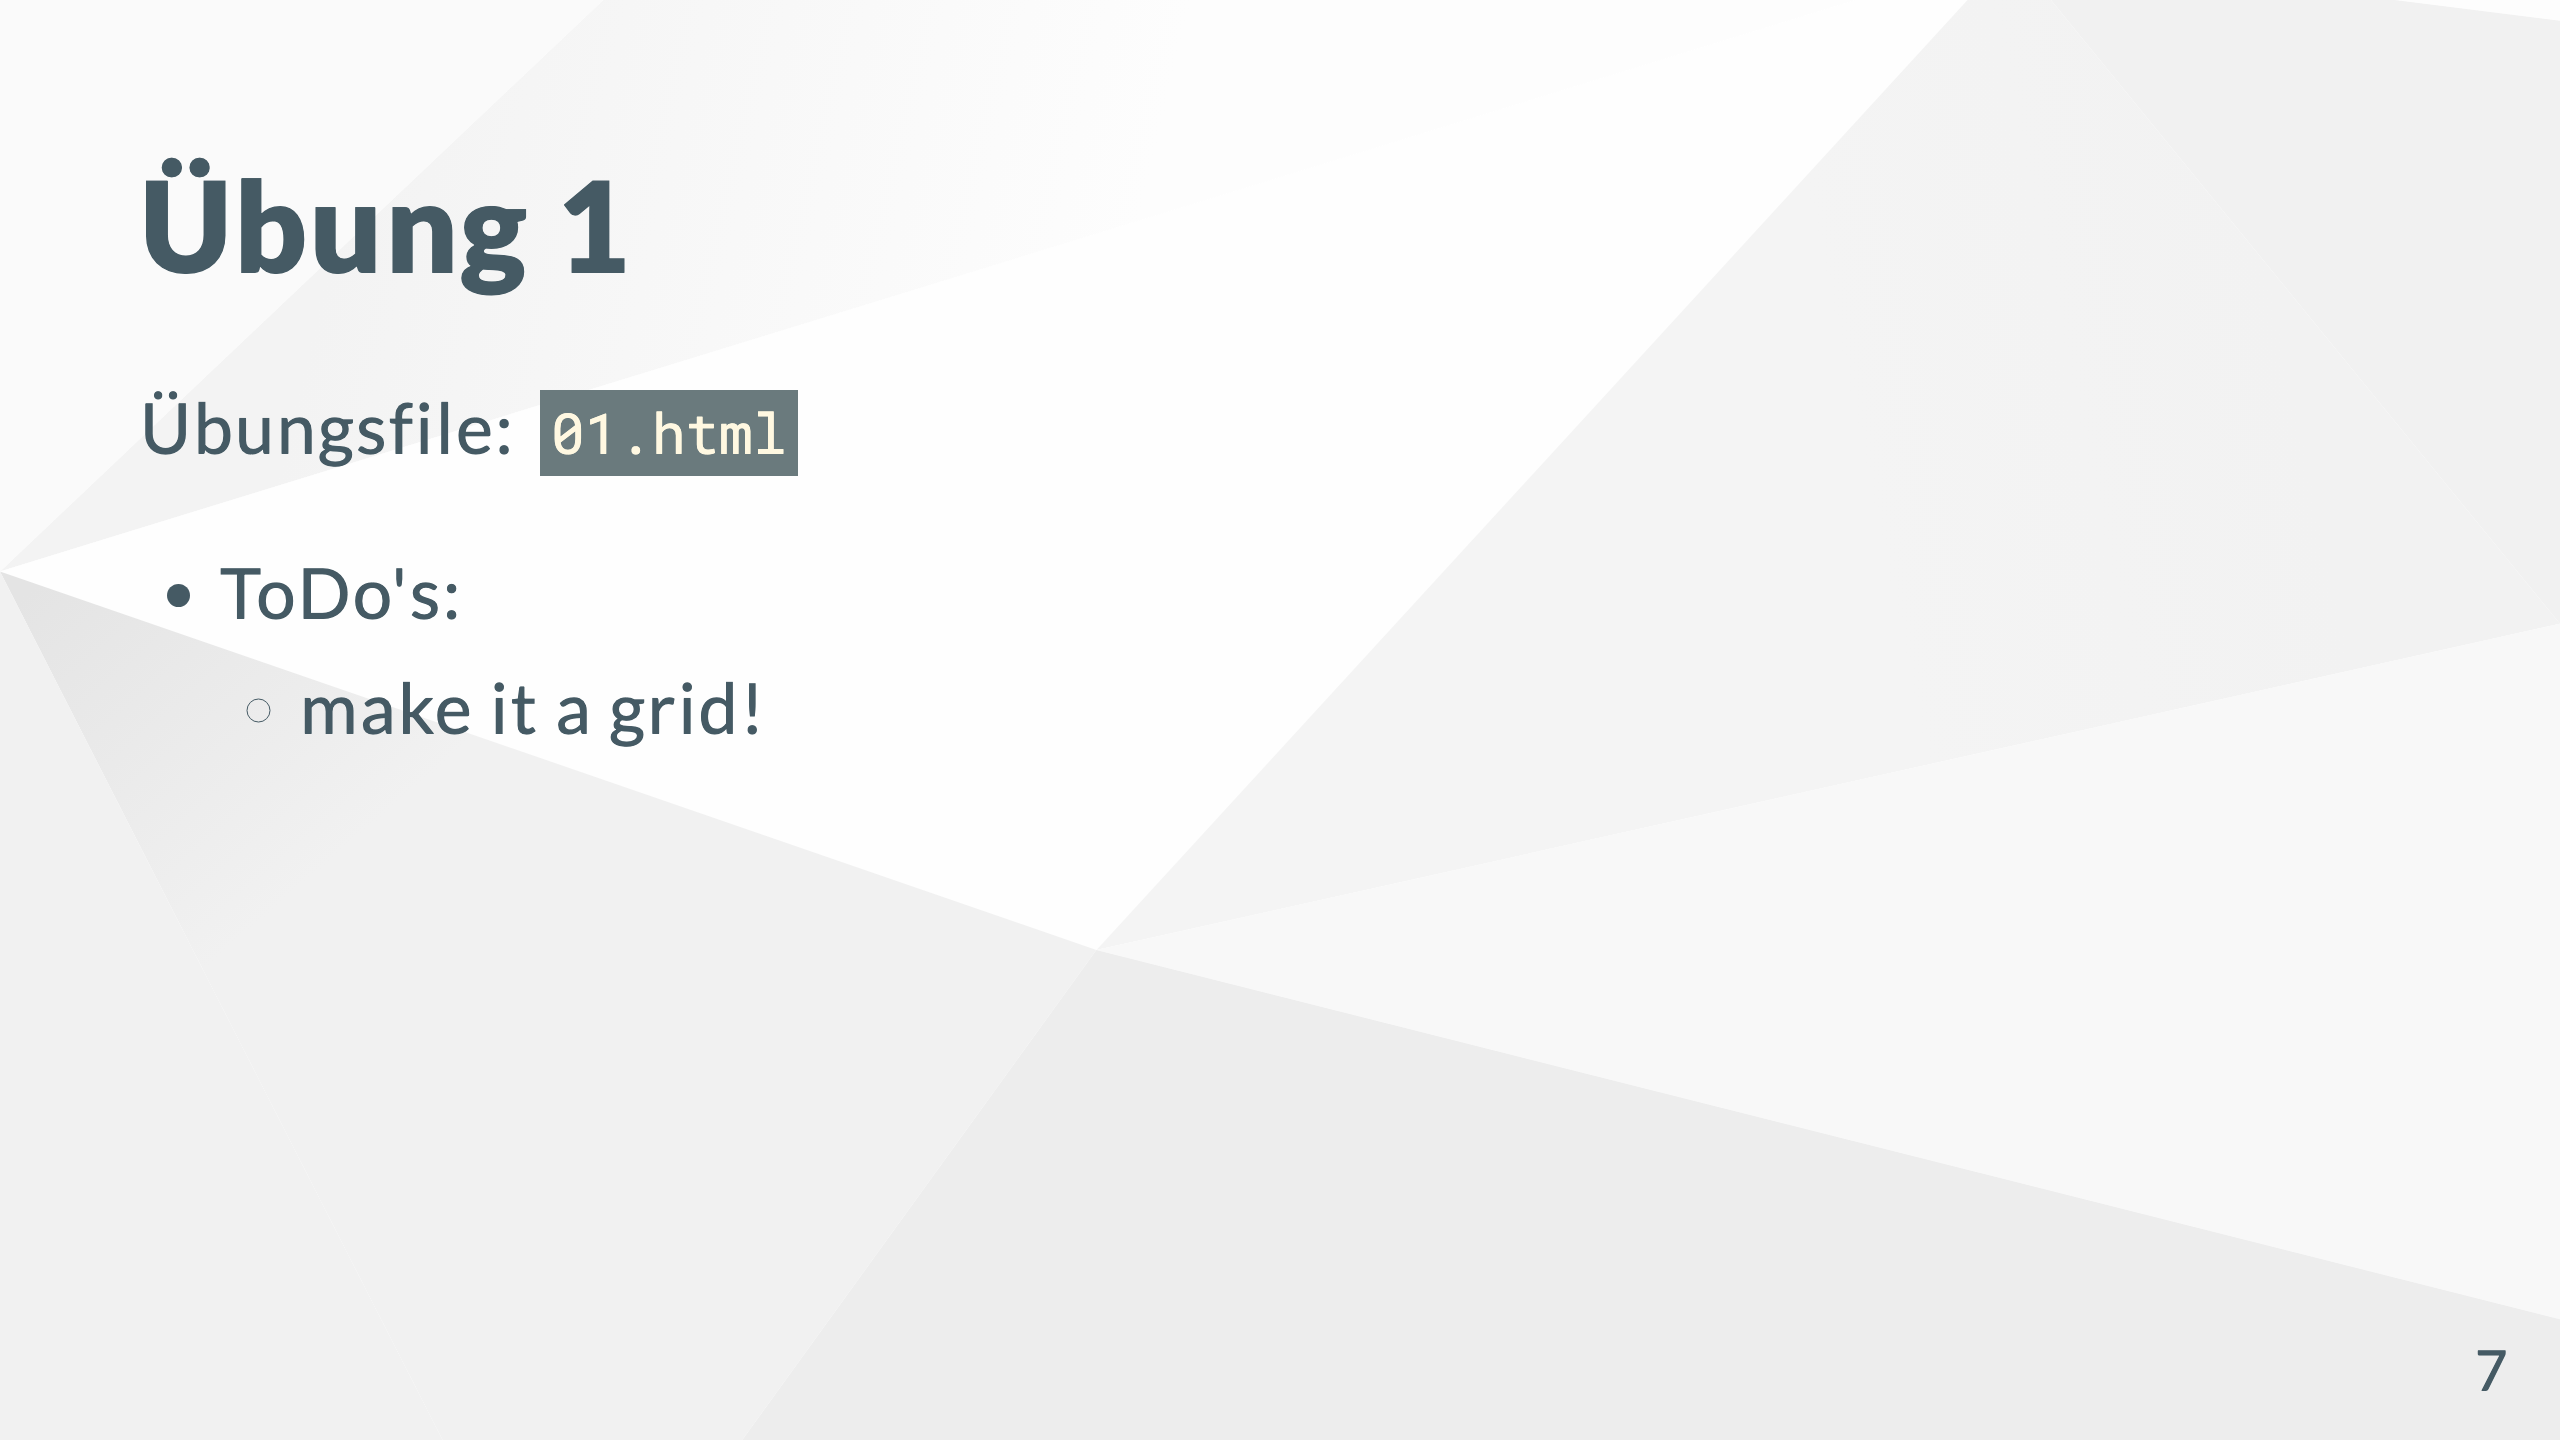 Übung 1
Übungsfile: 01.html
ToDo's:
make it a grid!
7